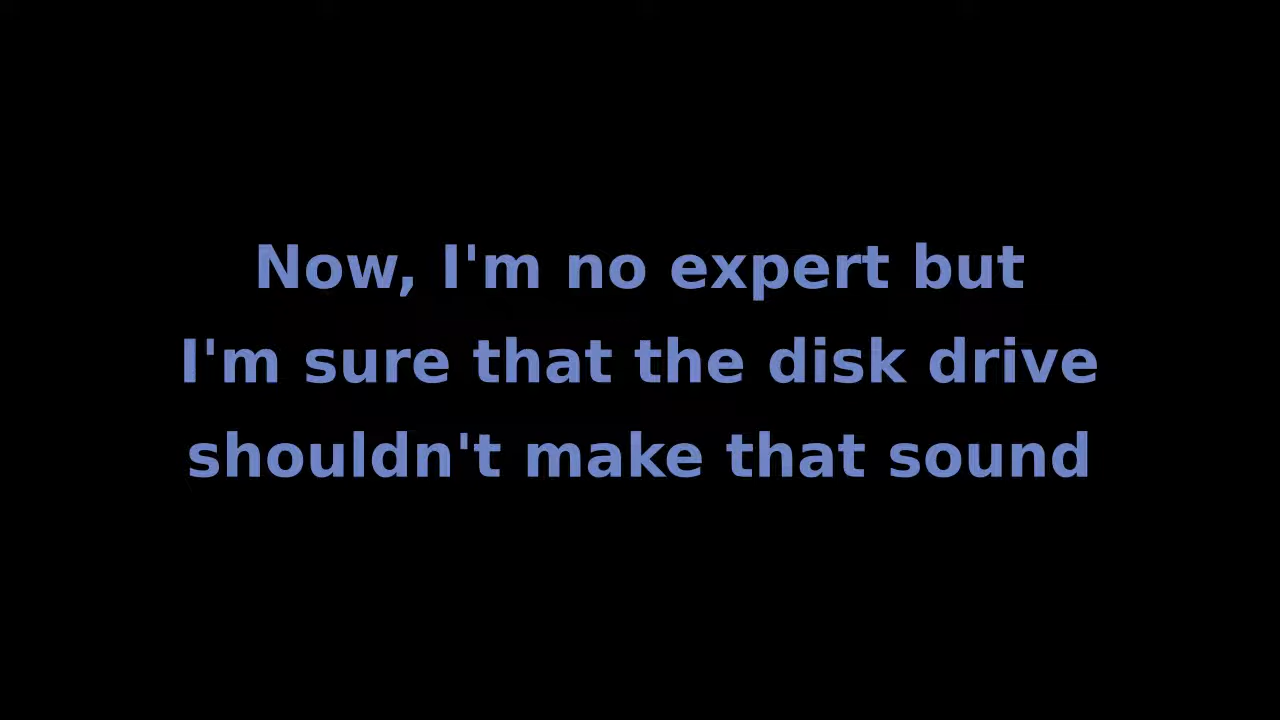 Now, I'm no expert but
I'm sure that the disk drive
shouldn't make that sound